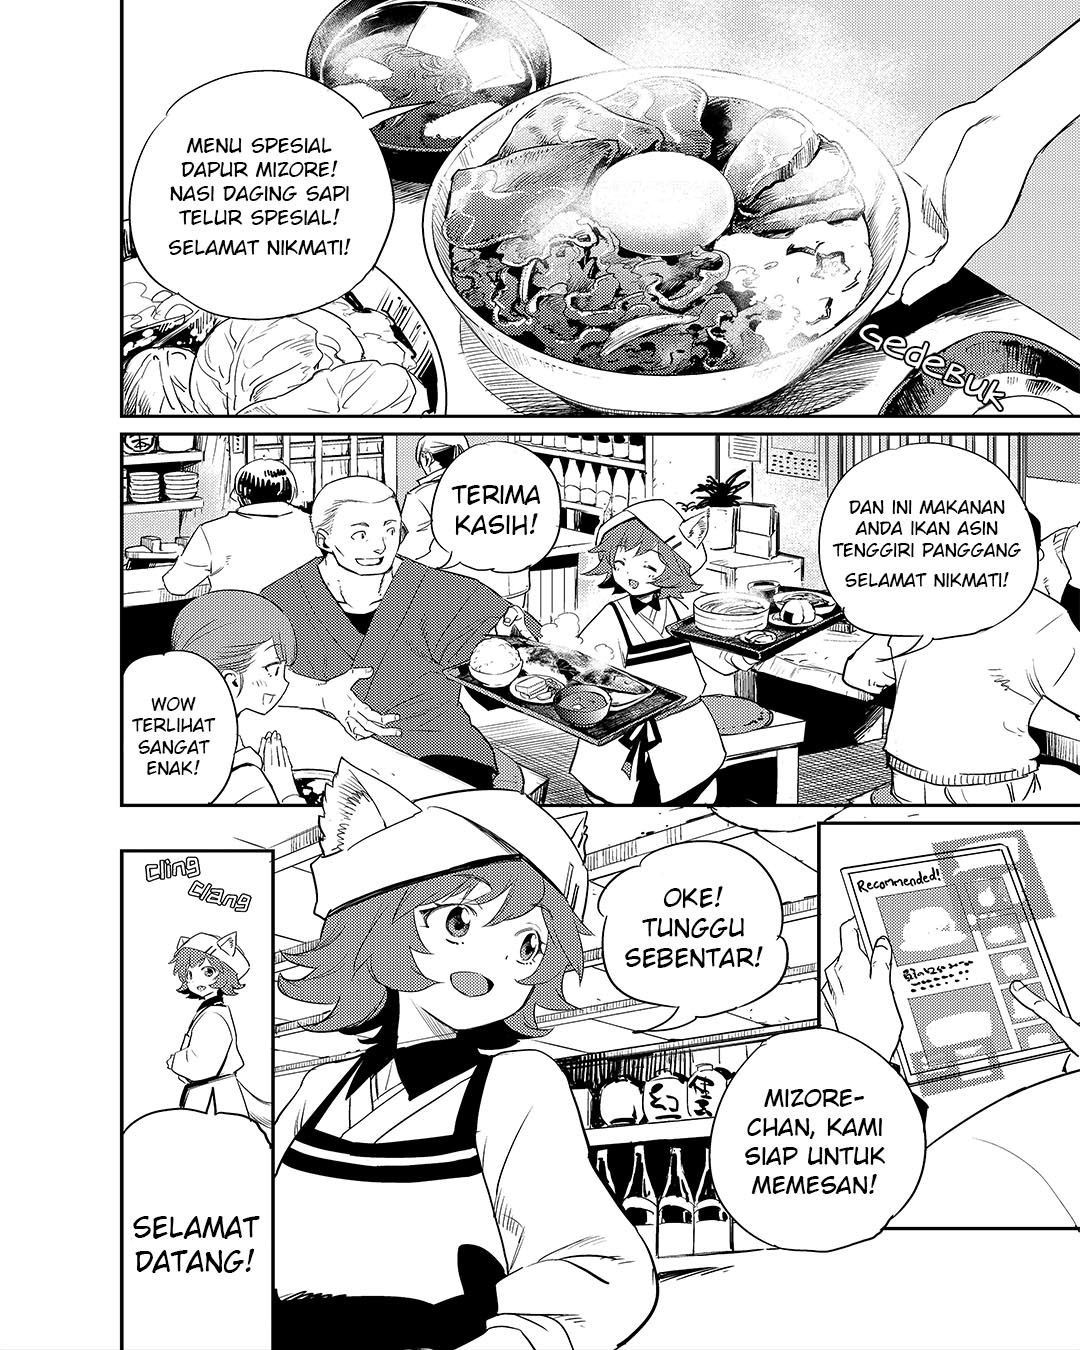 MENU SPESIAL
DAPUR MIZORE!
NASI DAGING SAPI
TELUR SPESIAL!
SELAMAT NIKMATI!
GEDEBUK
TERIMA
KASIH!
DAN INI MAKANAN
ANDA IKAN ASIN
TENGGIRI PANGGANG
SELAMAT NIKMATI!
WOW
TERLIHAT
SANGAT
ENAK!
Recommended!
OKE!
TUNGGU
SEBENTAR!
MIZORE-
CHAN, KAMI
SIAP UNTUK
MEMESAN!
cling
clang
SELAMAT
DATANG!